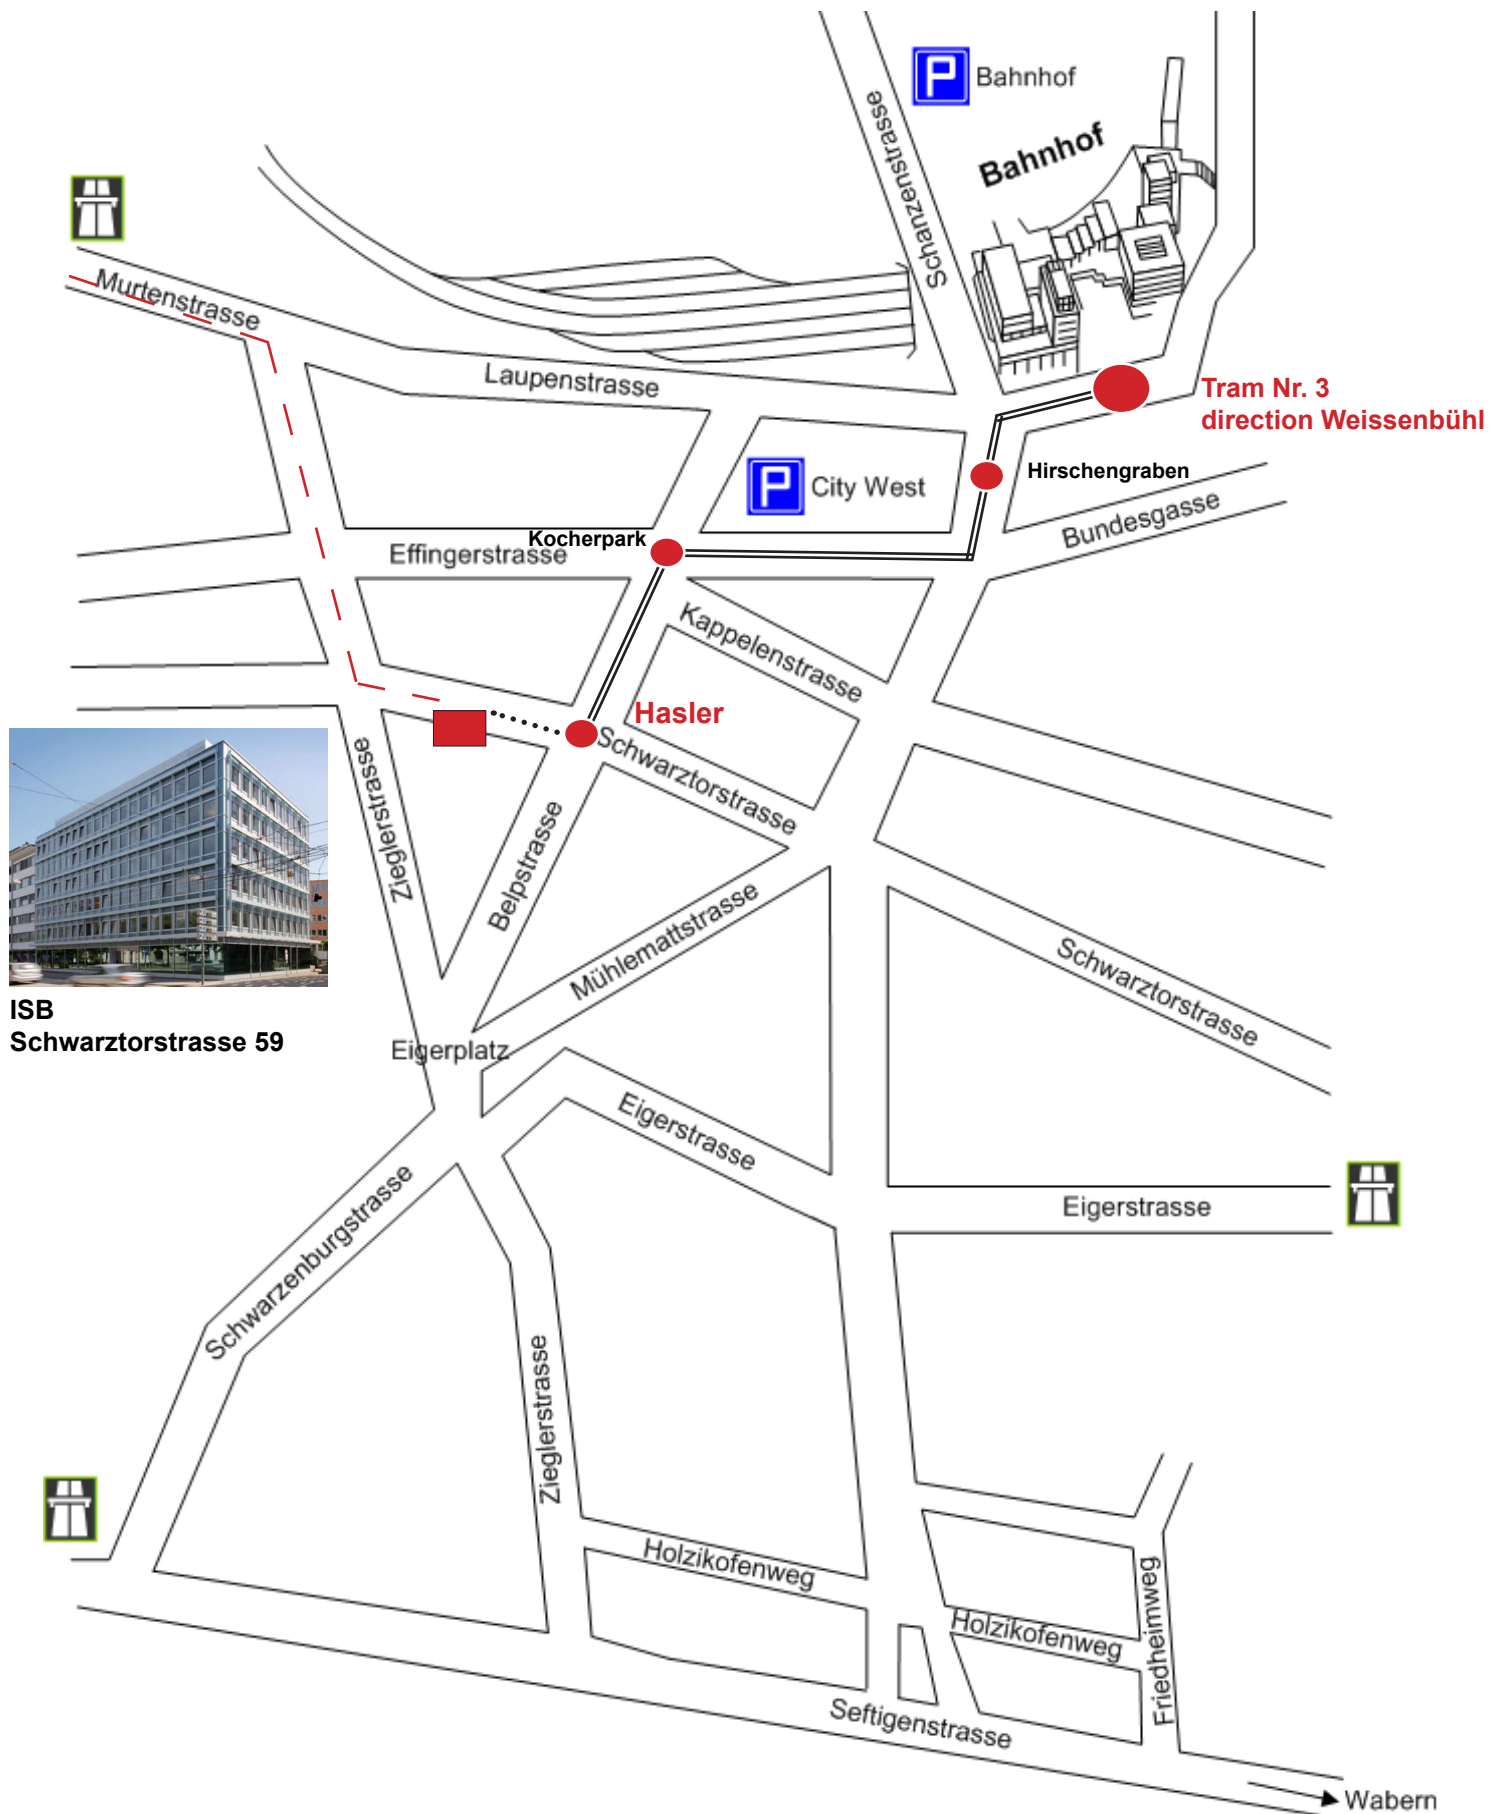 P Bahnhof
Bahnhof
Schanzenstrasse
Murtenstrasse
Laupenstrasse
Tram Nr. 3
direction Weissenbühl
Hirschengraben
P City West
Bundesgasse
Kocherpark
Effingerstrasse
Kappelenstrasse
Hasler
Schwarztorstrasse
Zieglerstrasse
Belpstrasse
Mühlemattstrasse
Schwarztorstrasse
ISB
Schwarztorstrasse 59
Eigerplatz
Eigerstrasse
Eigerstrasse
Schwarzenburgstrasse
Zieglerstrasse
Holzikofenweg
Holzikofenweg
Friedheimweg
Seftigenstrasse
Wabern